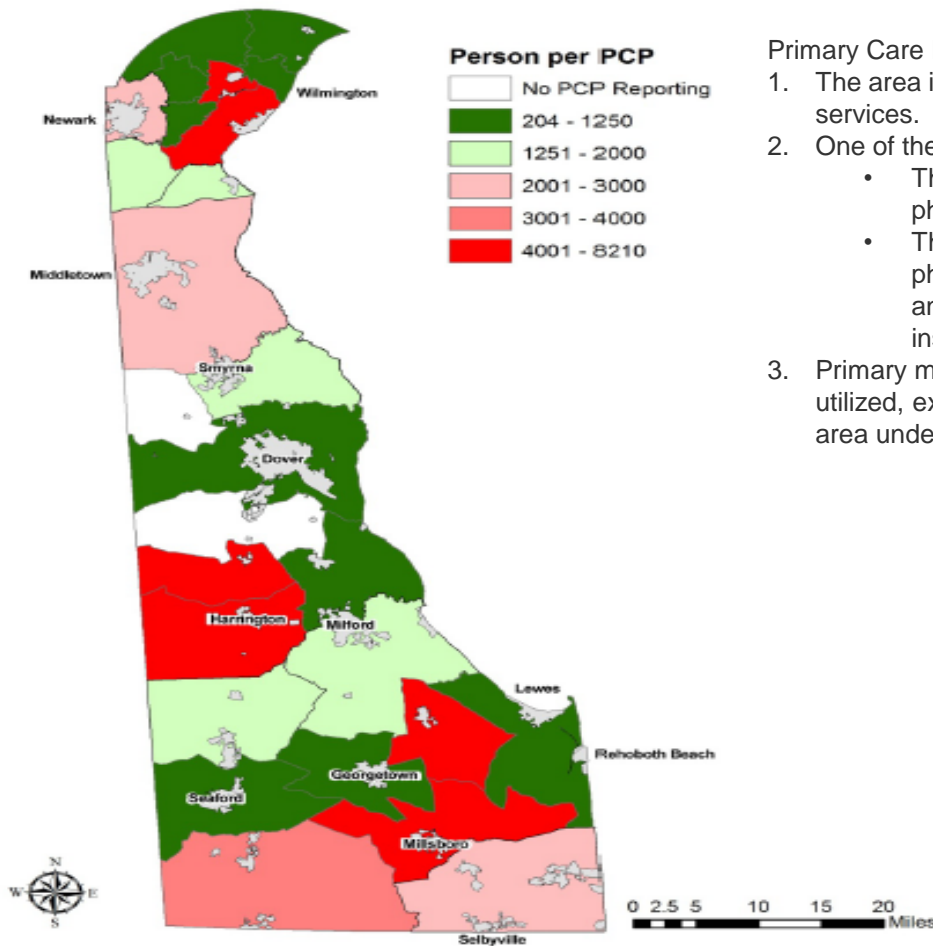 Person per PCP
No PCP Reporting
204 - 1250
1251 - 2000
2001 - 3000
3001 - 4000
4001 - 8210
Wilmington
Newark
Middletown
Smyrna
Dover
Harrington
Milford
Lewes
Rehoboth Beach
Georgetown
Seaford
Millsboro
Selbyville
N
W
E
S
0 2.5 5 10 15 20
Miles
Primary Care
1. The area i
services.
2. One of the
• Th
ph
• Th
ph
ar
in
3. Primary m
utilized, ex
area unde